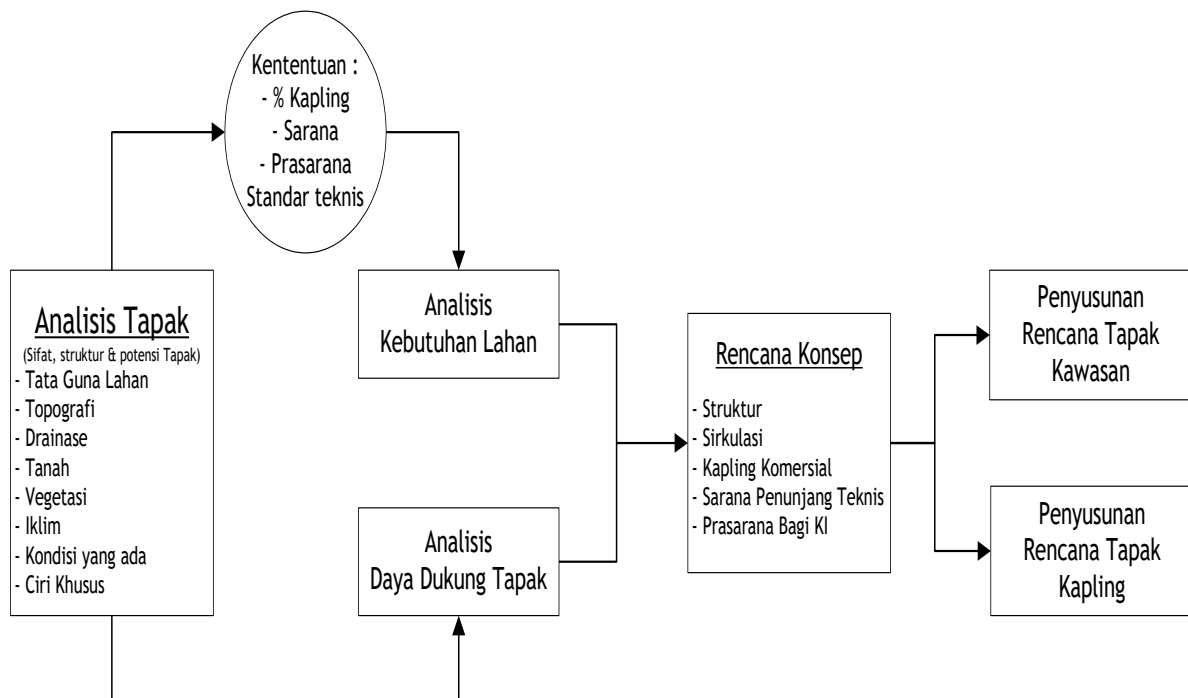 Kententuan :
- % Kapling
- Sarana
- Prasarana
Standar teknis
Analisis Tapak
(Sifat, struktur & potensi Tapak)
- Tata Guna Lahan
- Topografi
- Drainase
- Tanah
- Vegetasi
- Iklim
- Kondisi yang ada
- Ciri Khusus
Analisis
Kebutuhan Lahan
Analisis
Daya Dukung Tapak
Rencana Konsep
- Struktur
- Sirkulasi
- Kapling Komersial
- Sarana Penunjang Teknis
- Prasarana Bagi KI
Penyusunan
Rencana Tapak
Kawasan
Penyusunan
Rencana Tapak
Kapling